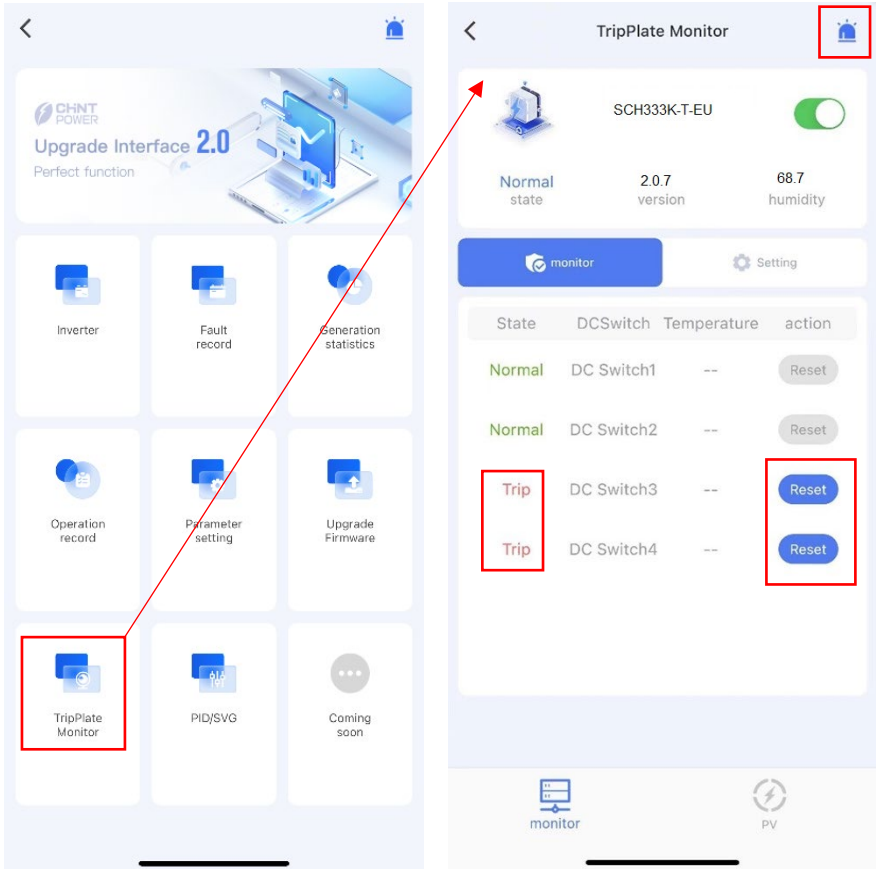 CHNT
POWER
Upgrade Interface 2.0
Perfect function
Inverter
Fault
record
Generation
statistics
Operation
record
Parameter
setting
Upgrade
Firmware
TripPlate
Monitor
PID/SVG
Coming
soon
TripPlate Monitor
SCH333K-T-EU
Normal
state
2.0.7
version
68.7
humidity
monitor
Setting
State DCSwitch Temperature action
Normal DC Switch1 -- Reset
Normal DC Switch2 -- Reset
Trip DC Switch3 -- Reset
Trip DC Switch4 -- Reset
monitor
PV